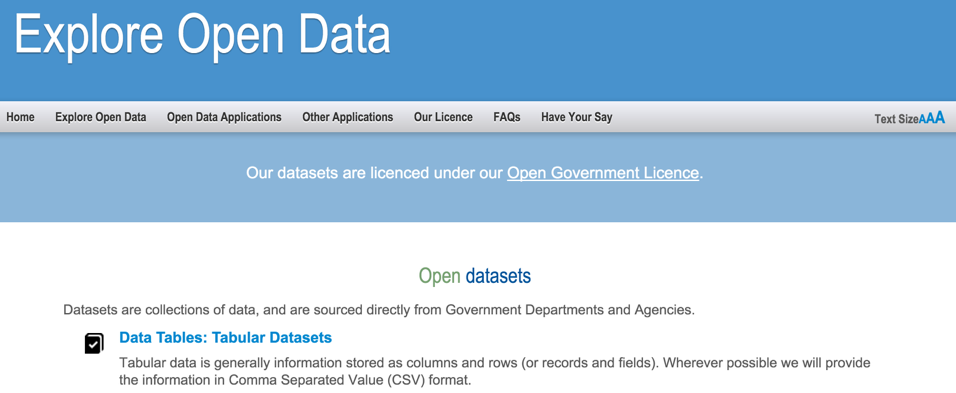 Explore Open Data
Home Explore Open Data Open Data Applications Other Applications Our Licence FAQs Have Your Say Text SizeAAA
Our datasets are licenced under our Open Government Licence.
Open datasets
Datasets are collections of data, and are sourced directly from Government Departments and Agencies.
Data Tables: Tabular Datasets
Tabular data is generally information stored as columns and rows (or records and fields). Wherever possible we will provide
the information in Comma Separated Value (CSV) format.